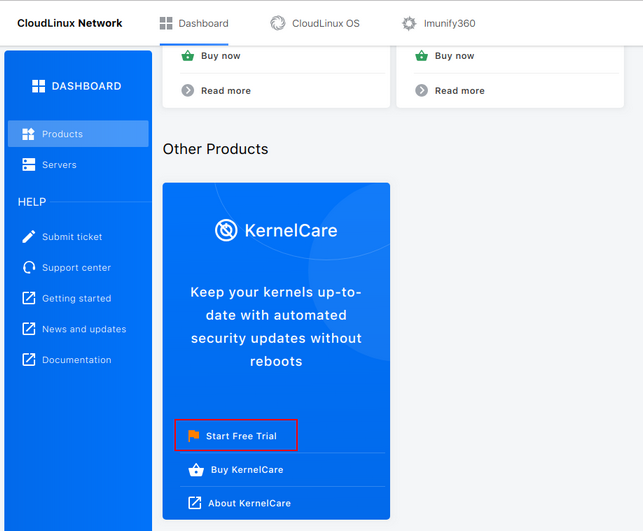 CloudLinux Network
Dashboard
CloudLinux OS
Imunify360
DASHBOARD
Products
Servers
HELP
Submit ticket
Support center
Getting started
News and updates
Documentation
Buy now
Read more
Buy now
Read more
Other Products
KernelCare
Keep your kernels up-to-
date with automated
security updates without
reboots
Start Free Trial
Buy KernelCare
About KernelCare